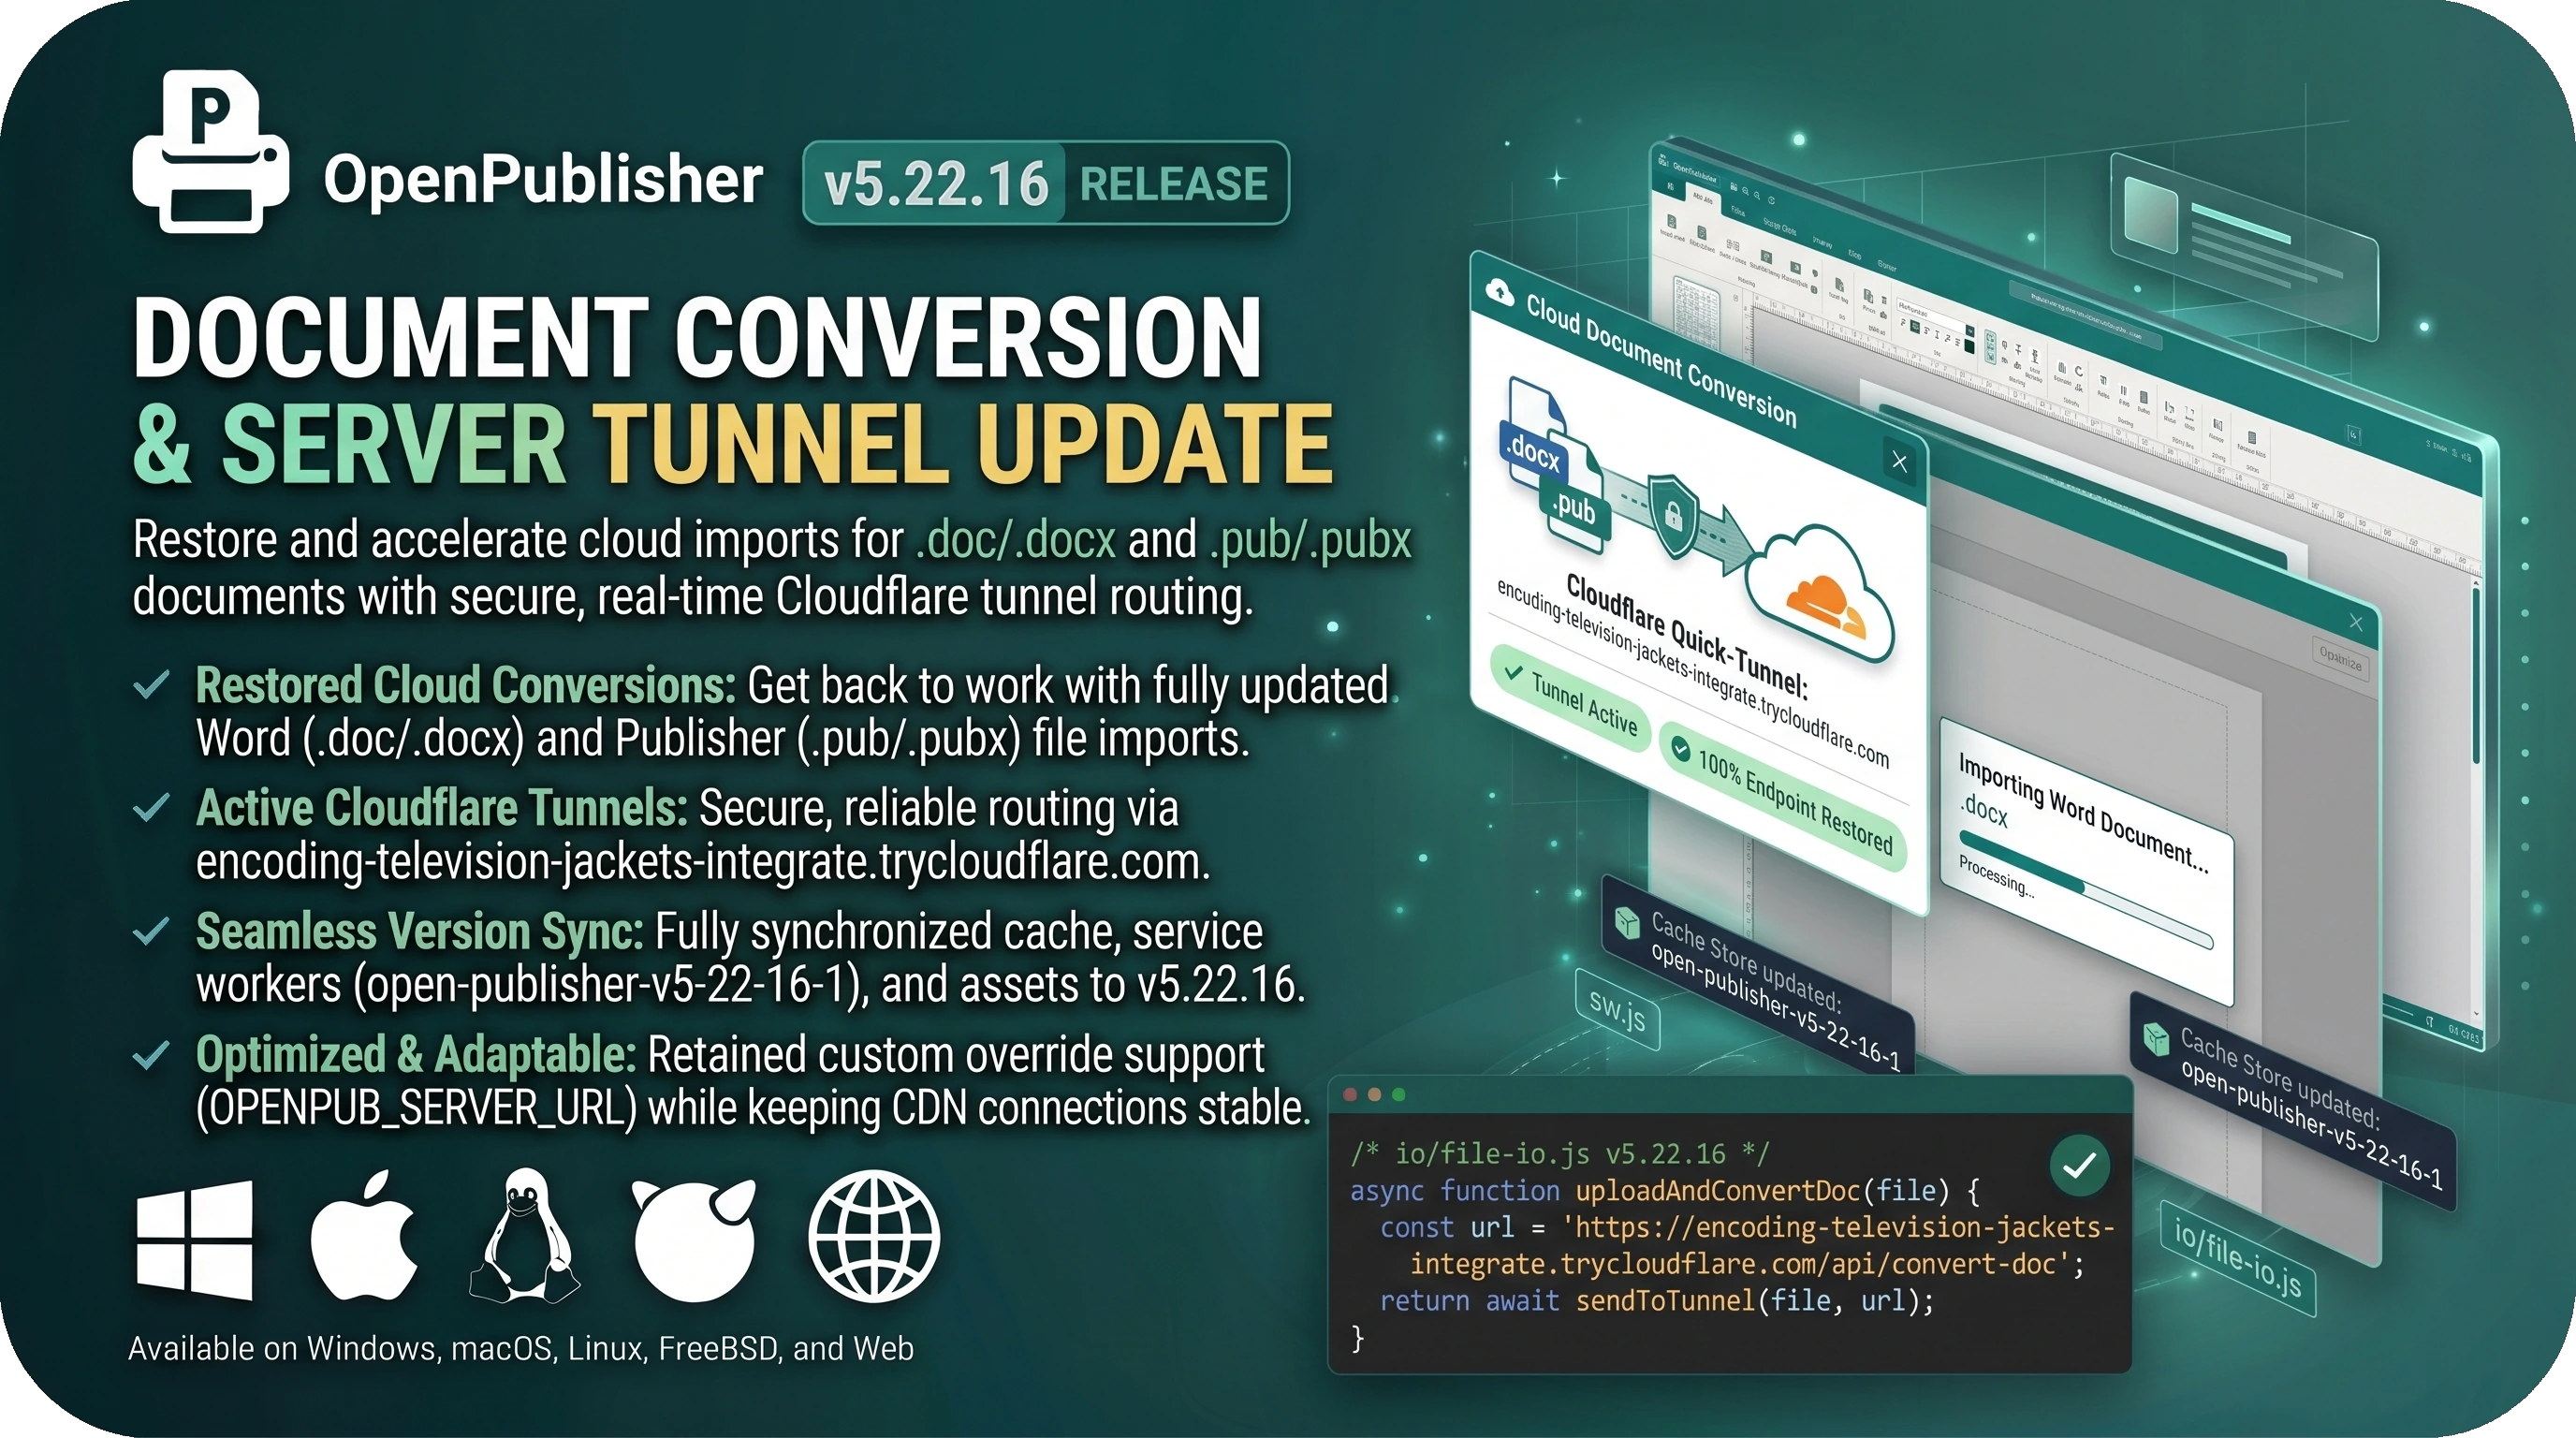 P
OpenPublisher
v5.22.16 RELEASE
DOCUMENT CONVERSION
& SERVER TUNNEL UPDATE
Restore and accelerate cloud imports for .doc/.docx and .pub/.pubx
documents with secure, real-time Cloudflare tunnel routing.
Restored Cloud Conversions: Get back to work with fully updated
Word (.doc/.docx) and Publisher (.pub/.pubx) file imports.
Active Cloudflare Tunnels: Secure, reliable routing via
encoding-television-jackets-integrate.trycloudflare.com.
Seamless Version Sync: Fully synchronized cache, service
workers (open-publisher-v5-22-16-1), and assets to v5.22.16.
Optimized & Adaptable: Retained custom override support
(OPENPUB_SERVER_URL) while keeping CDN connections stable.
Available on Windows, macOS, Linux, FreeBSD, and Web
Cloud Document Conversion
.docx
.pub
Cloudflare Quick-Tunnel:
encoding-television-jackets-integrate.trycloudflare.com
Tunnel Active
100% Endpoint Restored
Importing Word Document...
.docx
Processing...
Cache Store updated:
open-publisher-v5-22-16-1
sw.js
Cache Store updated:
open-publisher-v5-22-16-1
io/file-io.js
/* io/file-io.js v5.22.16 */
async function uploadAndConvertDoc(file) {
const url = 'https://encoding-television-jackets-
integrate.trycloudflare.com/api/convert-doc';
return await sendToTunnel(file, url);
}